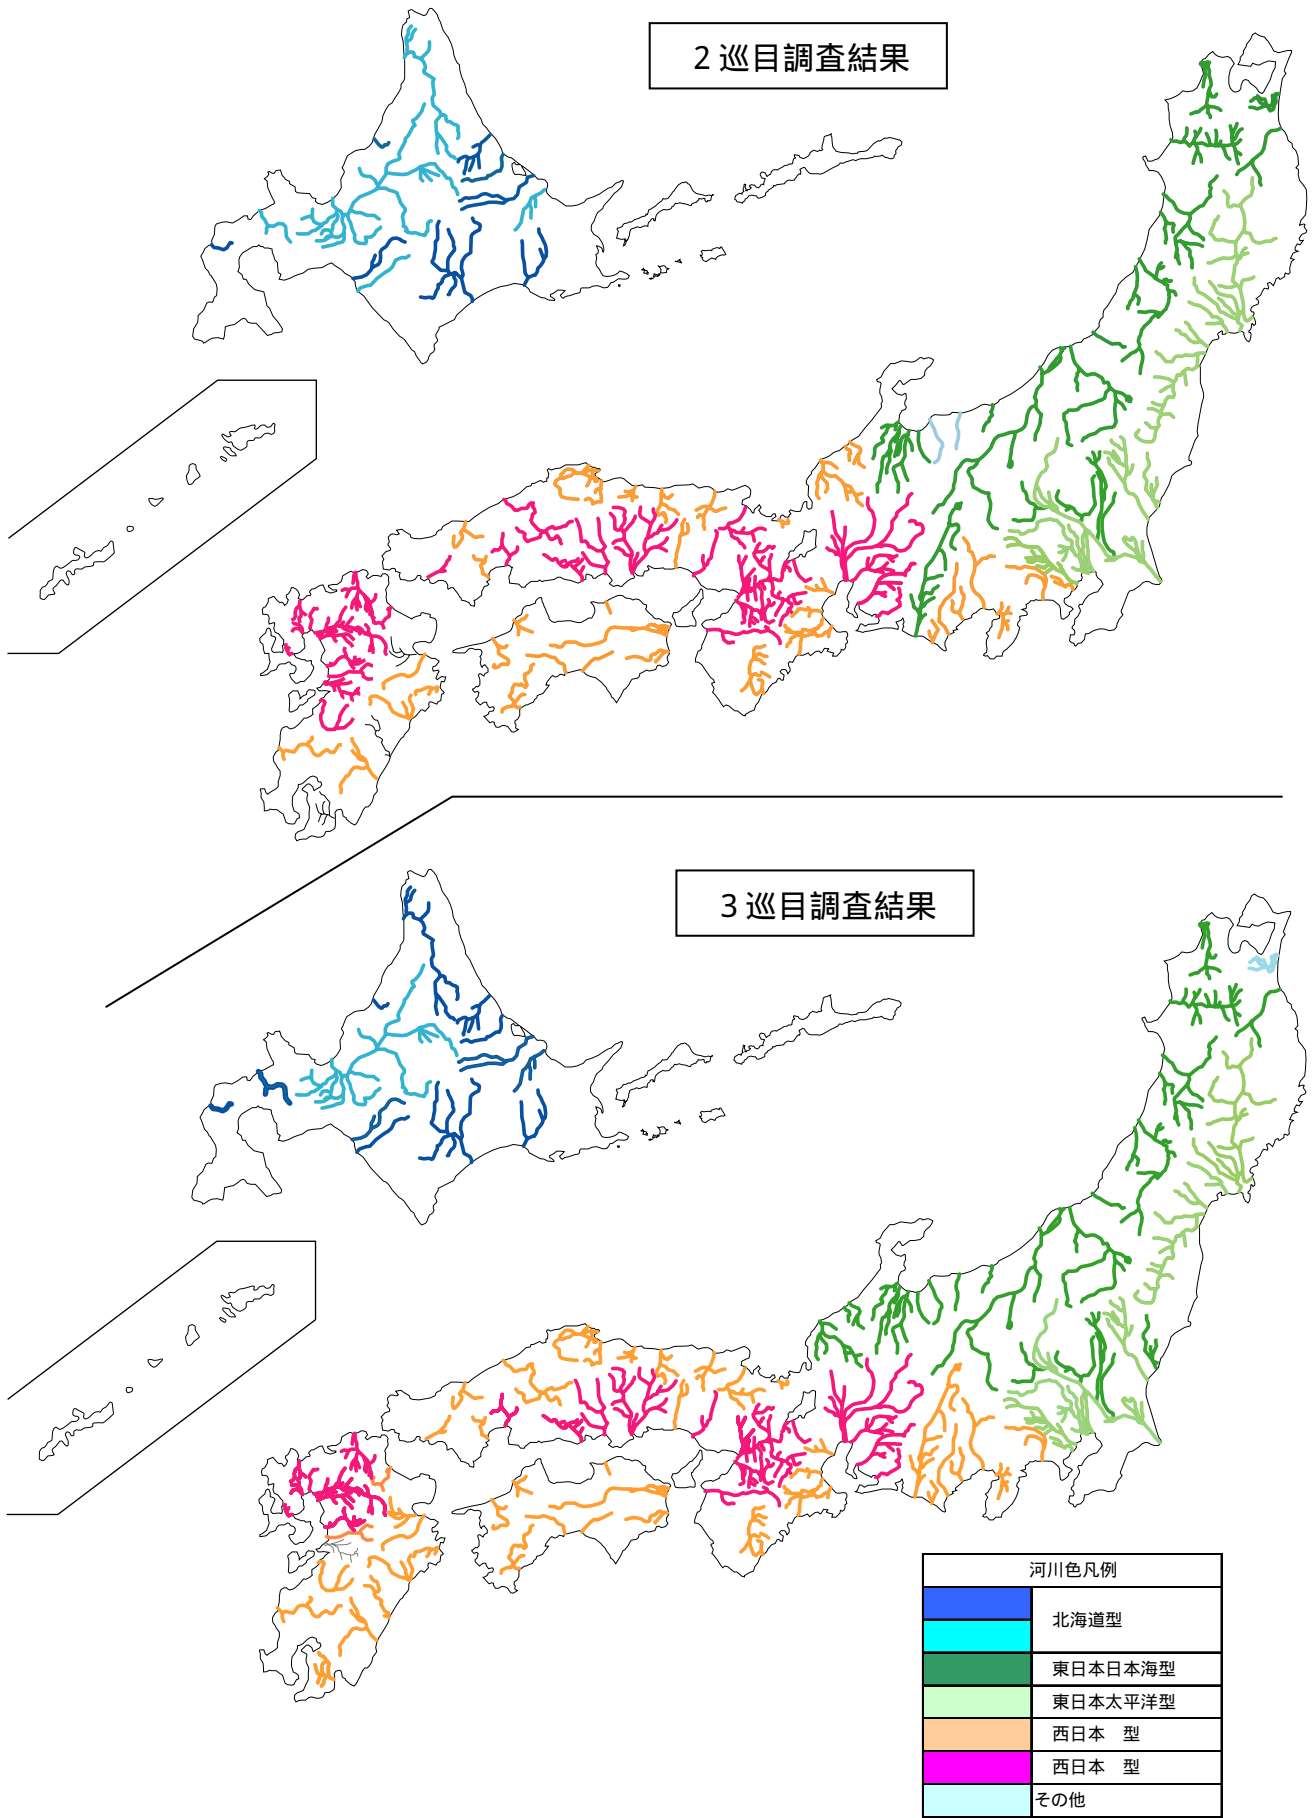 2巡目調査結果
3巡目調査結果
河川色凡例
北海道型
東日本日本海型
東日本太平洋型
西日本　型
西日本　型
その他